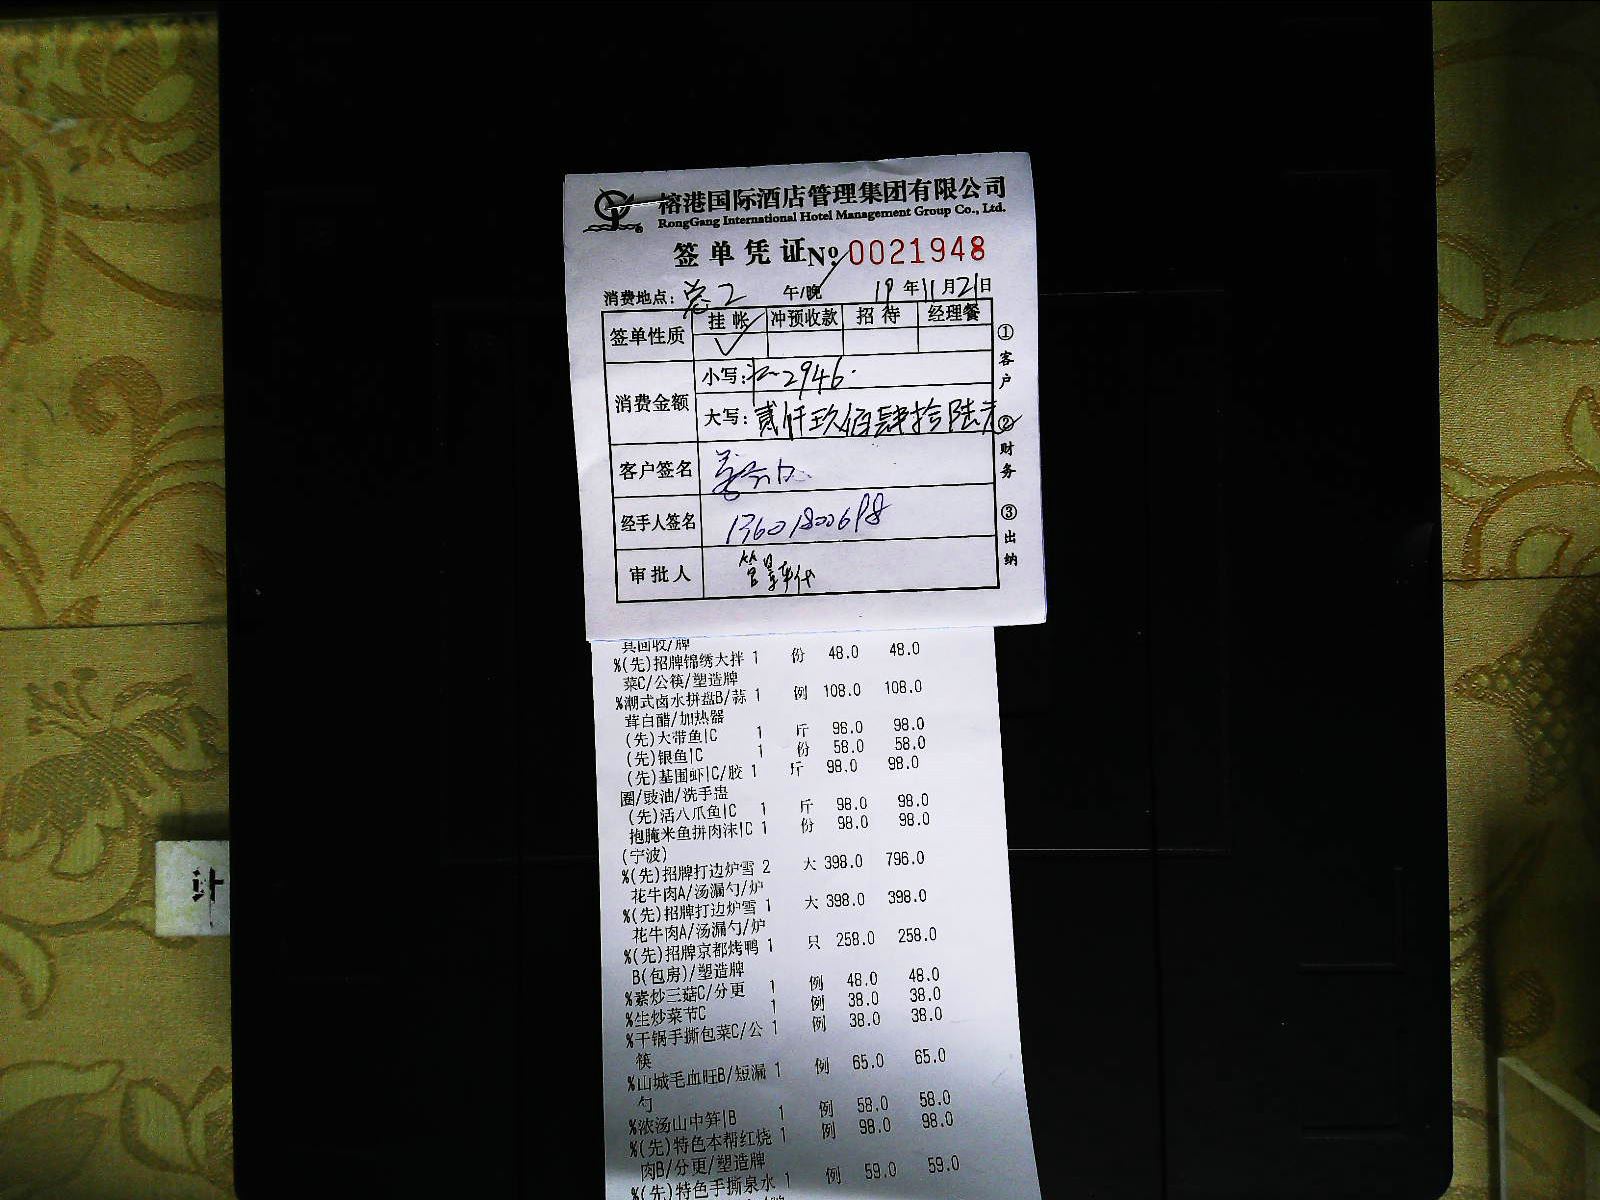 榕港国际酒店管理集团有限公司
RongGang International Hotel Management Group Co., Ltd.
签单凭证 № 0021948
消费地点: 午/晚 19年11月21日
签单性质 挂帐 冲预收款 招待 经理餐
✓
消费金额 小写: 2946.
大写: 贰仟玖佰肆拾陆元
客户签名
经手人签名
审批人
①客户
②财务
③出纳
具回收/牌
%(先)招牌锦绣大拌 1 份 48.0 48.0
菜C/公筷/塑造牌
%潮式卤水拼盘B/蒜 1 例 108.0 108.0
茸白醋/加热器
(先)大带鱼|C 1 斤 98.0 98.0
(先)银鱼|C 1 份 58.0 58.0
(先)基围虾|C/胶 1 斤 98.0 98.0
圈/豉油/洗手盅
(先)活八爪鱼|C 1 斤 98.0 98.0
抱腌米鱼拼肉沫|C 1 份 98.0 98.0
(宁波)
%(先)招牌打边炉雪 2 大 398.0 796.0
花牛肉A/汤漏勺/炉
%(先)招牌打边炉雪 1 大 398.0 398.0
花牛肉A/汤漏勺/炉
%(先)招牌京都烤鸭 1 只 258.0 258.0
B(包房)/塑造牌
%素炒三菇C/分更 1 例 48.0 48.0
%生炒菜节C 1 例 38.0 38.0
%干锅手撕包菜C/公 1 例 38.0 38.0
筷
%山城毛血旺B/短漏 1 例 65.0 65.0
勺
%浓汤山中笋|B 1 例 58.0 58.0
%(先)特色本帮红烧 1 例 98.0 98.0
肉B/分更/塑造牌
%(先)特色手撕泉水 1 例 59.0 59.0